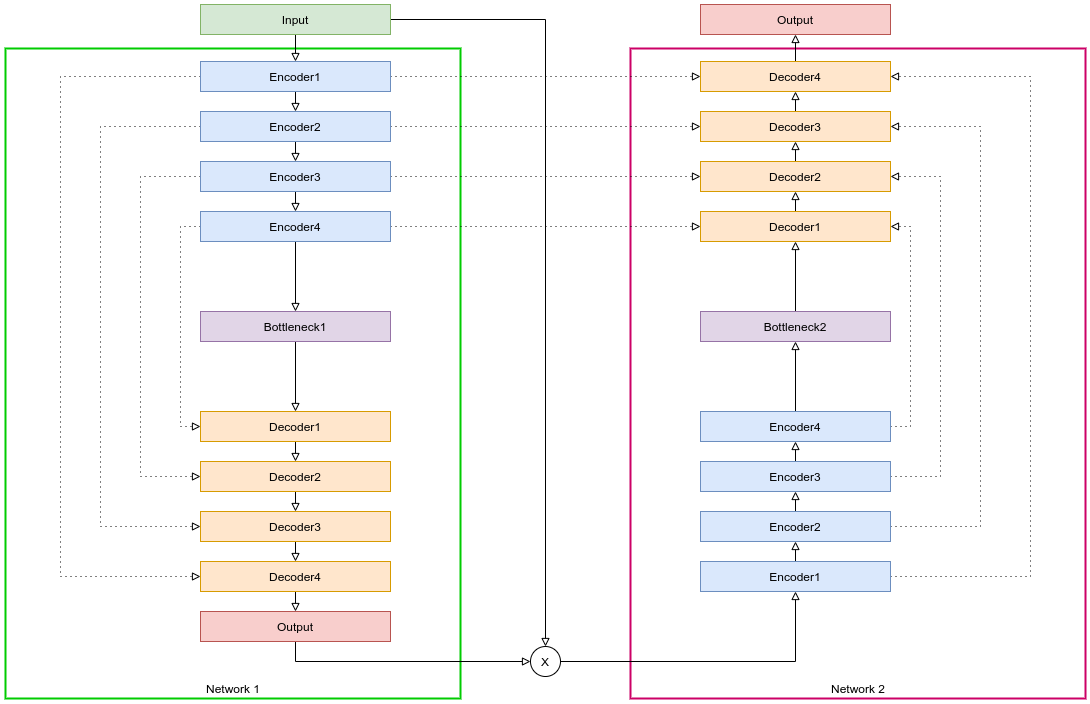 Input
Encoder1
Encoder2
Encoder3
Encoder4
Bottleneck1
Decoder1
Decoder2
Decoder3
Decoder4
Output
Network 1
X
Output
Decoder4
Decoder3
Decoder2
Decoder1
Bottleneck2
Encoder4
Encoder3
Encoder2
Encoder1
Network 2